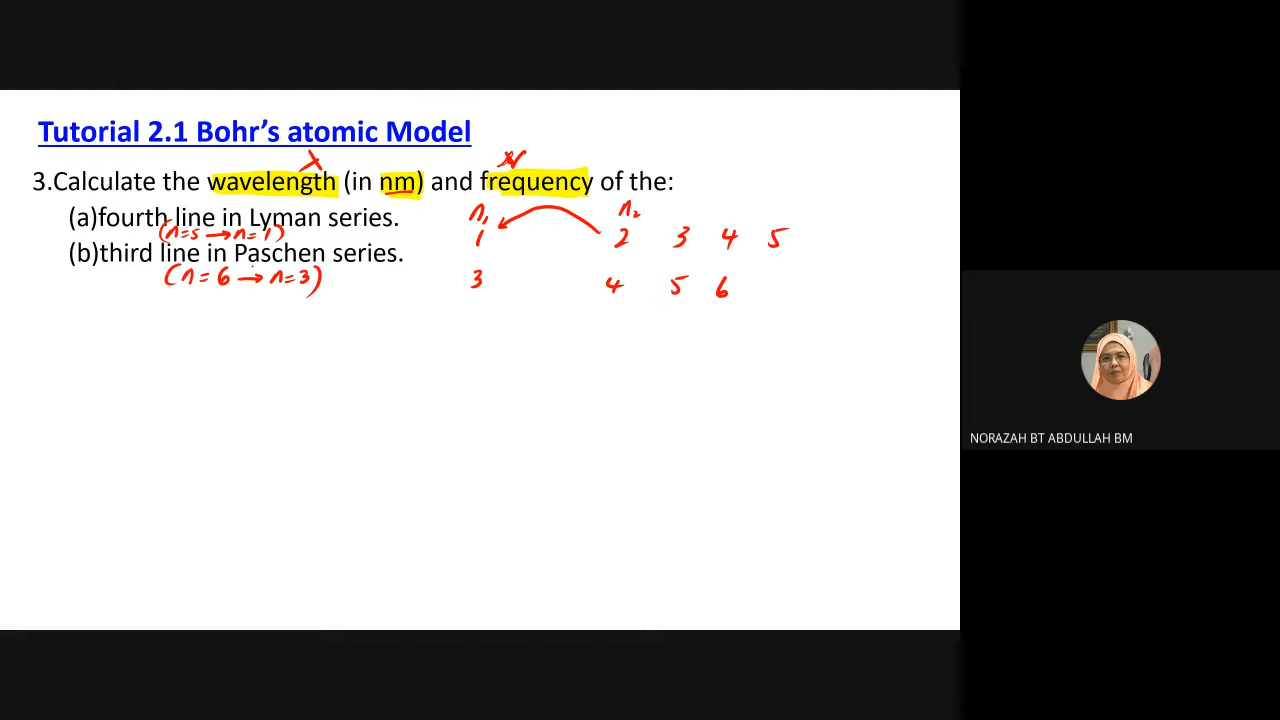 Tutorial 2.1 Bohr's atomic Model
λ
3.Calculate the wavelength (in nm) and frequency of the:
(a)fourth line in Lyman series. n₁ n₂
(n=5 → n=1) 1 2 3 4 5
(b)third line in Paschen series.
(n=6 → n=3) 3 4 5 6
NORAZAH BT ABDULLAH BM